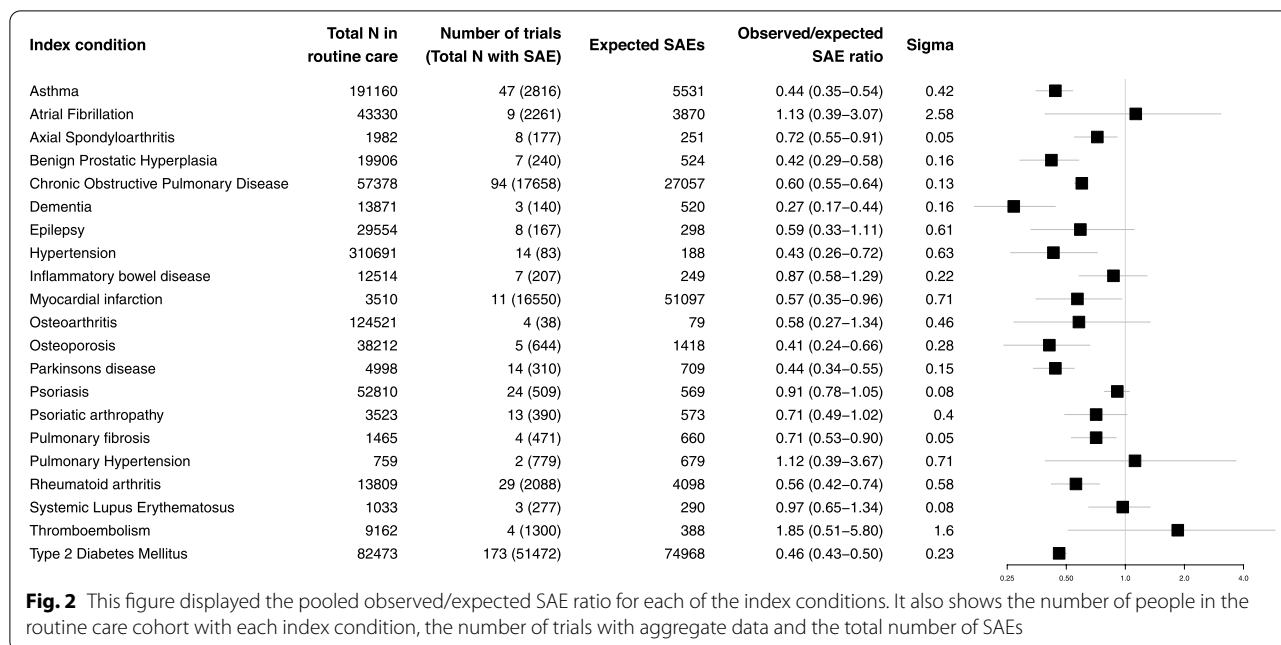 Index condition Total N in routine care Number of trials (Total N with SAE) Expected SAEs Observed/expected SAE ratio Sigma
Asthma 191160 47 (2816) 5531 0.44 (0.35–0.54) 0.42
Atrial Fibrillation 43330 9 (2261) 3870 1.13 (0.39–3.07) 2.58
Axial Spondyloarthritis 1982 8 (177) 251 0.72 (0.55–0.91) 0.05
Benign Prostatic Hyperplasia 19906 7 (240) 524 0.42 (0.29–0.58) 0.16
Chronic Obstructive Pulmonary Disease 57378 94 (17658) 27057 0.60 (0.55–0.64) 0.13
Dementia 13871 3 (140) 520 0.27 (0.17–0.44) 0.16
Epilepsy 29554 8 (167) 298 0.59 (0.33–1.11) 0.61
Hypertension 310691 14 (83) 188 0.43 (0.26–0.72) 0.63
Inflammatory bowel disease 12514 7 (207) 249 0.87 (0.58–1.29) 0.22
Myocardial infarction 3510 11 (16550) 51097 0.57 (0.35–0.96) 0.71
Osteoarthritis 124521 4 (38) 79 0.58 (0.27–1.34) 0.46
Osteoporosis 38212 5 (644) 1418 0.41 (0.24–0.66) 0.28
Parkinsons disease 4998 14 (310) 709 0.44 (0.34–0.55) 0.15
Psoriasis 52810 24 (509) 569 0.91 (0.78–1.05) 0.08
Psoriatic arthropathy 3523 13 (390) 573 0.71 (0.49–1.02) 0.4
Pulmonary fibrosis 1465 4 (471) 660 0.71 (0.53–0.90) 0.05
Pulmonary Hypertension 759 2 (779) 679 1.12 (0.39–3.67) 0.71
Rheumatoid arthritis 13809 29 (2088) 4098 0.56 (0.42–0.74) 0.58
Systemic Lupus Erythematosus 1033 3 (277) 290 0.97 (0.65–1.34) 0.08
Thromboembolism 9162 4 (1300) 388 1.85 (0.51–5.80) 1.6
Type 2 Diabetes Mellitus 82473 173 (51472) 74968 0.46 (0.43–0.50) 0.23
0.25 0.50 1.0 2.0 4.0
Fig. 2 This figure displayed the pooled observed/expected SAE ratio for each of the index conditions. It also shows the number of people in the
routine care cohort with each index condition, the number of trials with aggregate data and the total number of SAEs